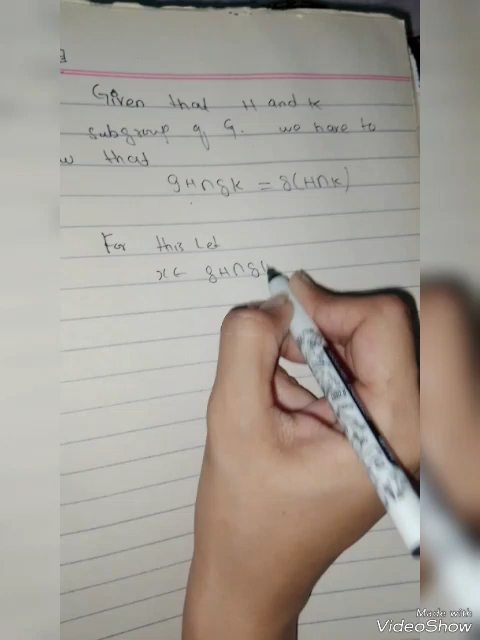 Given that H and K
subgroup of G. we have to
w that
gH∩gK = g(H∩K)
For this Let
x∈ gH∩gK
Made with
VideoShow